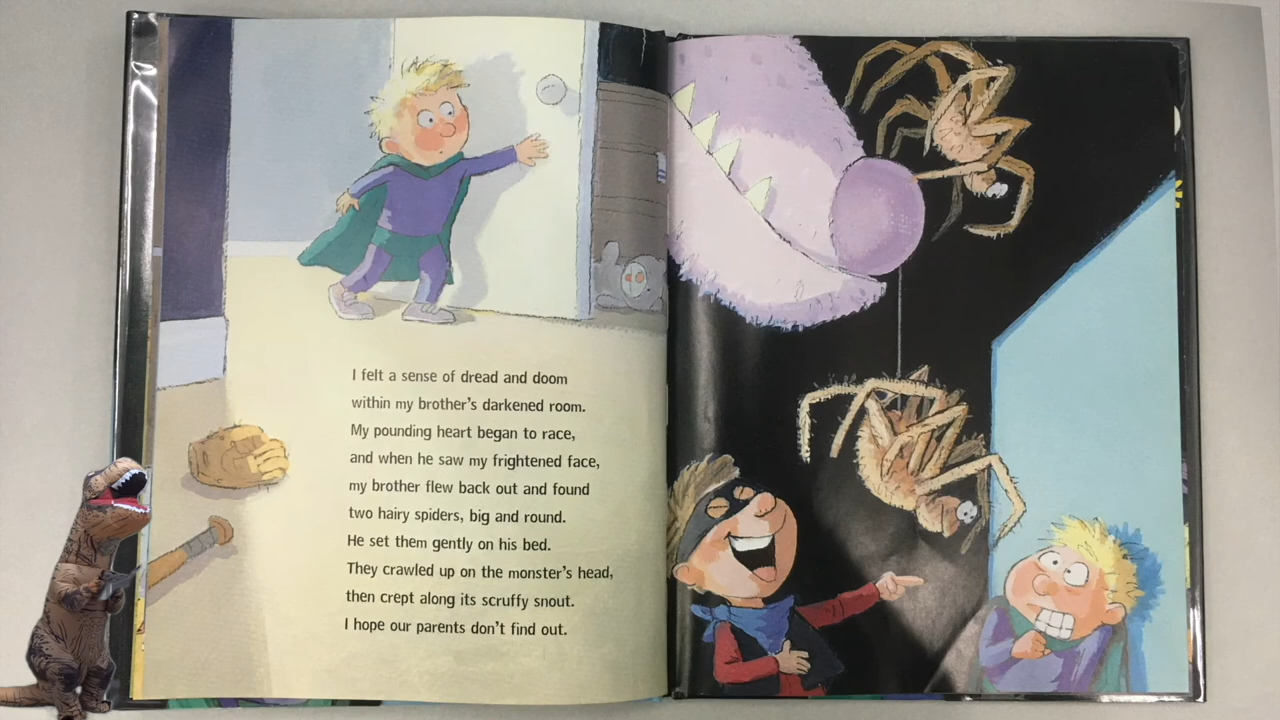 I felt a sense of dread and doom
within my brother's darkened room.
My pounding heart began to race,
and when he saw my frightened face,
my brother flew back out and found
two hairy spiders, big and round.
He set them gently on his bed.
They crawled up on the monster's head,
then crept along its scruffy snout.
I hope our parents don't find out.